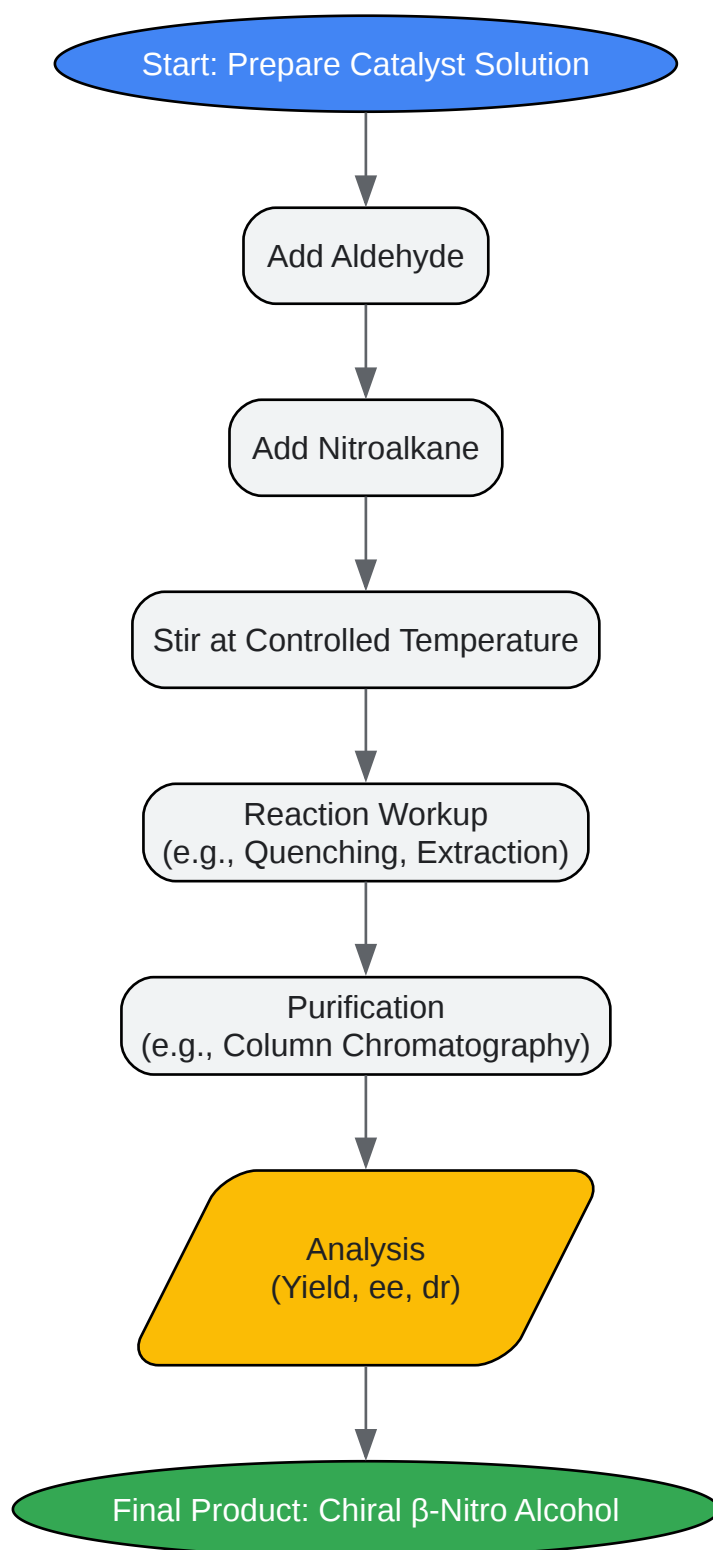 Start: Prepare Catalyst Solution
Add Aldehyde
Add Nitroalkane
Stir at Controlled Temperature
Reaction Workup
(e.g., Quenching, Extraction)
Purification
(e.g., Column Chromatography)
Analysis
(Yield, ee, dr)
Final Product: Chiral β-Nitro Alcohol